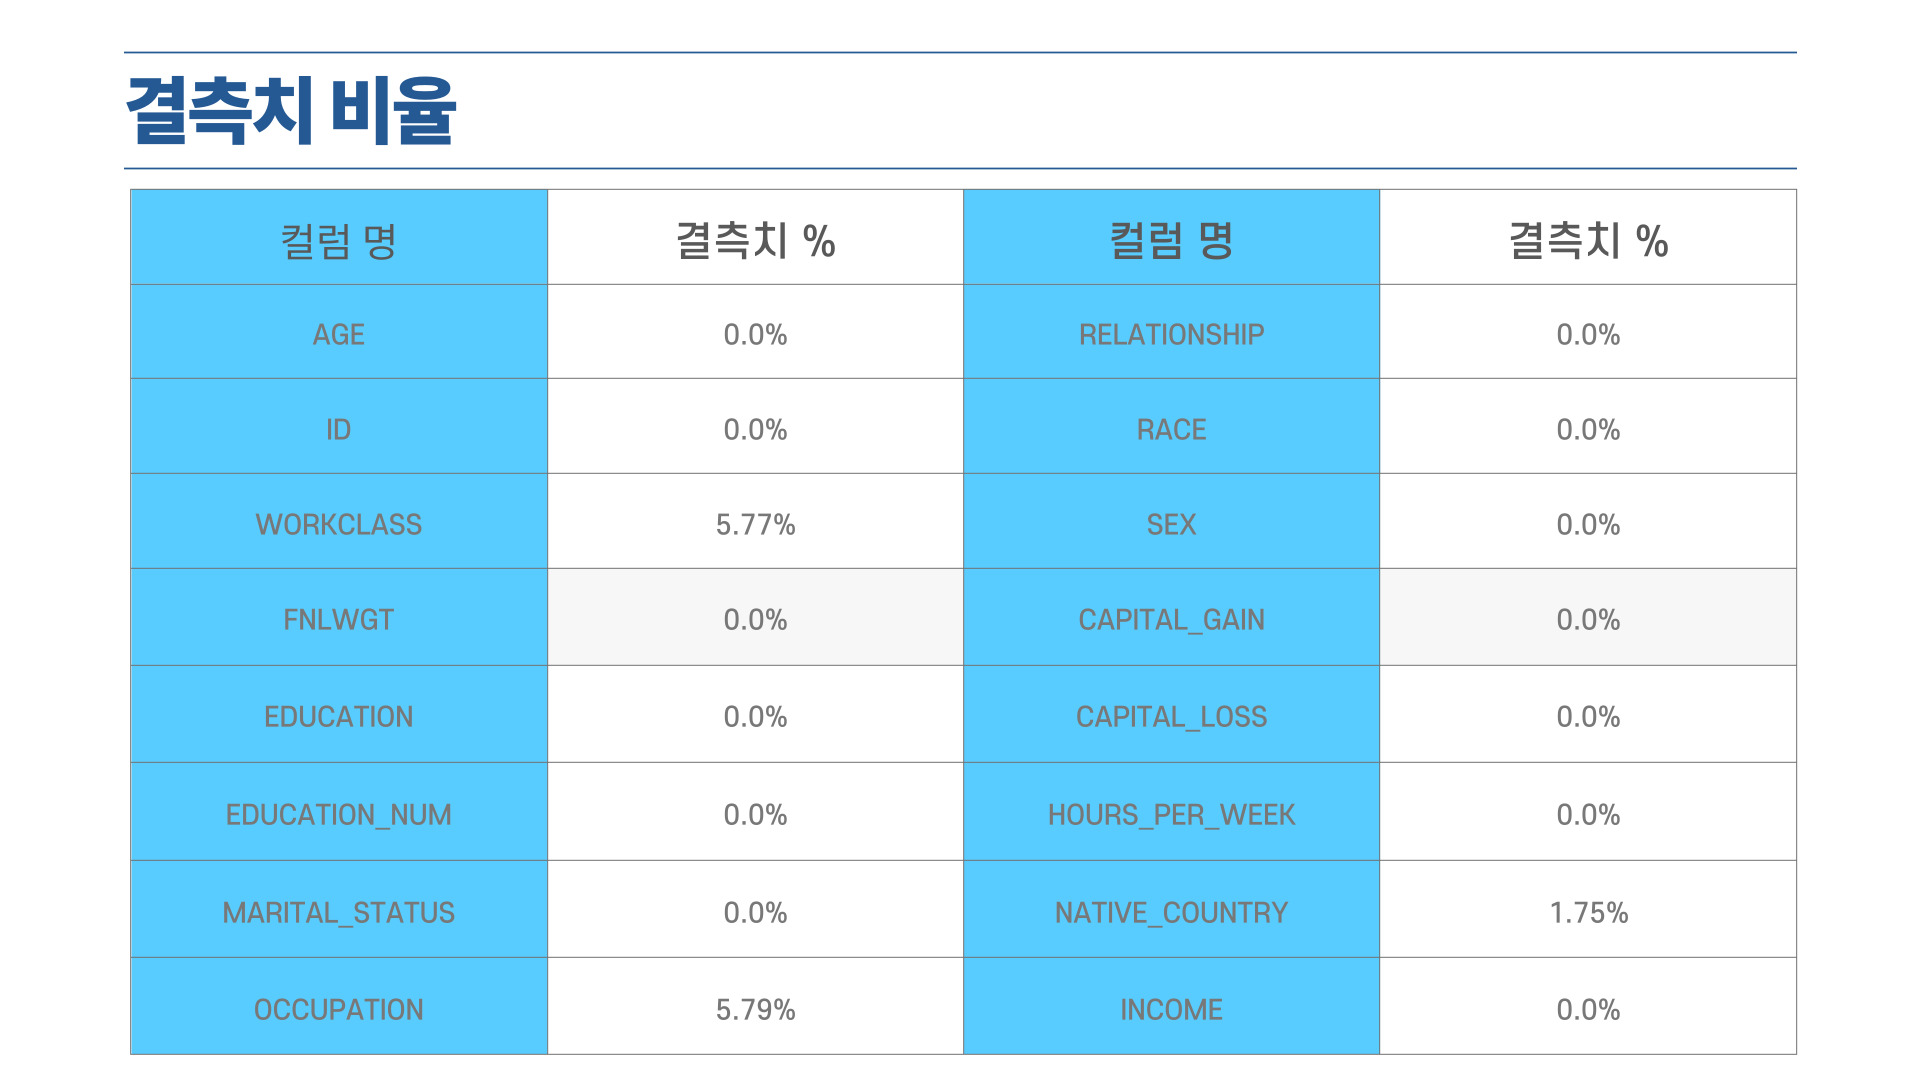 결측치 비율
컬럼 명 결측치 % 컬럼 명 결측치 %
AGE 0.0% RELATIONSHIP 0.0%
ID 0.0% RACE 0.0%
WORKCLASS 5.77% SEX 0.0%
FNLWGT 0.0% CAPITAL_GAIN 0.0%
EDUCATION 0.0% CAPITAL_LOSS 0.0%
EDUCATION_NUM 0.0% HOURS_PER_WEEK 0.0%
MARITAL_STATUS 0.0% NATIVE_COUNTRY 1.75%
OCCUPATION 5.79% INCOME 0.0%